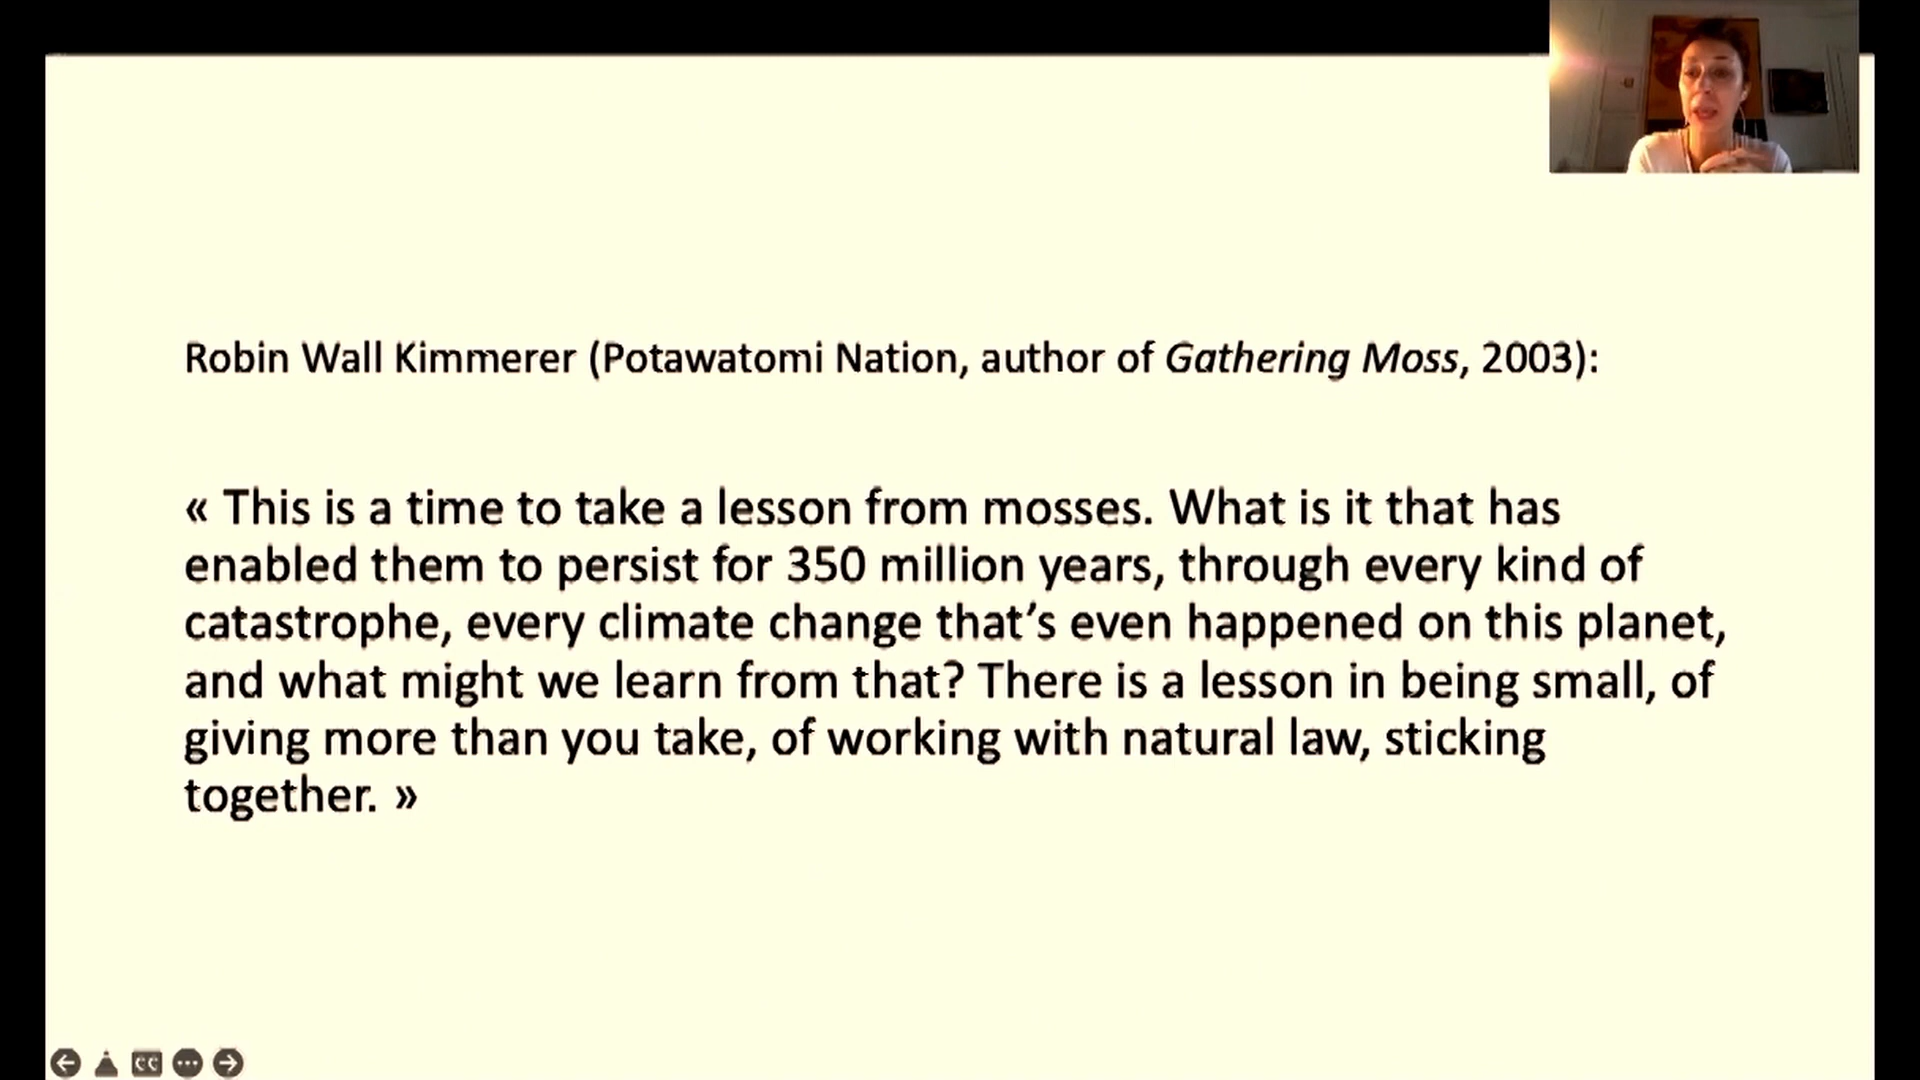 Robin Wall Kimmerer (Potawatomi Nation, author of Gathering Moss, 2003):
« This is a time to take a lesson from mosses. What is it that has
enabled them to persist for 350 million years, through every kind of
catastrophe, every climate change that's even happened on this planet,
and what might we learn from that? There is a lesson in being small, of
giving more than you take, of working with natural law, sticking
together. »
CC